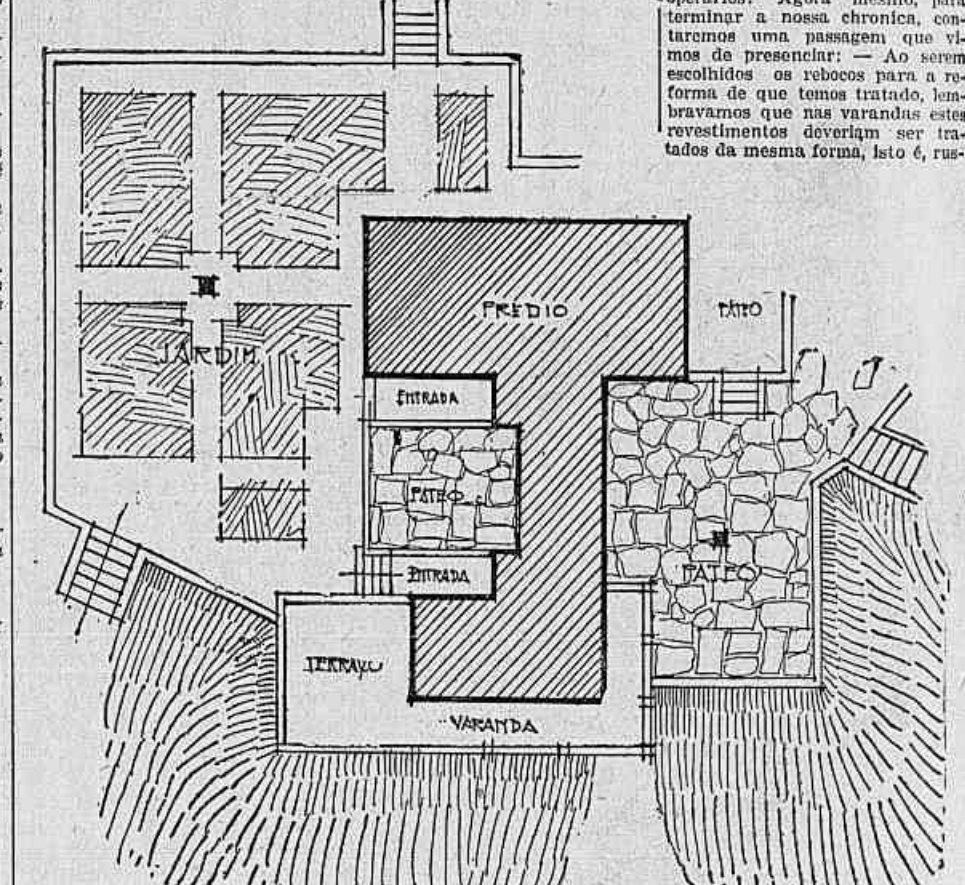 operarios. Agora mesmo, para
terminar a nossa chronica, con-
taremos uma passagem que vi-
mos de presenciar: — Ao serem
escolhidos os rebocos para a re-
forma de que temos tratado, lem-
bravamos que nas varandas estes
revestimentos deveriam ser tra-
tados da mesma forma, isto é, rus-
PREDIO
PATEO
JARDIM
ENTRADA
PATEO
ENTRADA
PATEO
TERRAÇO
VARANDA